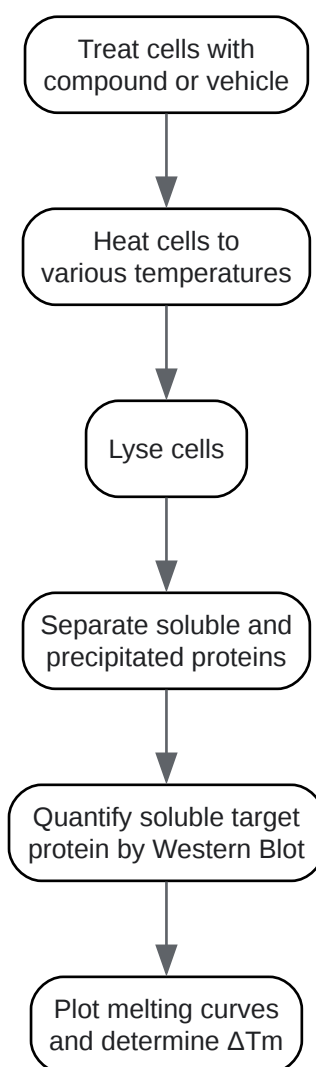 Treat cells with
compound or vehicle
Heat cells to
various temperatures
Lyse cells
Separate soluble and
precipitated proteins
Quantify soluble target
protein by Western Blot
Plot melting curves
and determine ΔTm